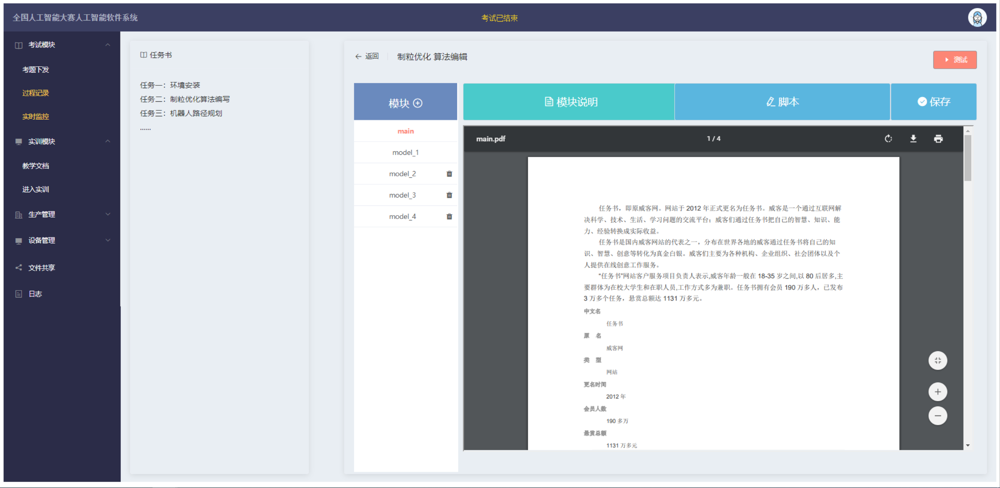 全国人工智能大赛人工智能软件系统
考试已结束
考试模块
考题下发
过程记录
实时监控
实训模块
教学文档
进入实训
生产管理
设备管理
文件共享
日志
任务书
任务一：环境安装
任务二：制粒优化算法编写
任务三：机器人路径规划
......
返回
制粒优化 算法编辑
测试
模块
模块说明
脚本
保存
main
model_1
model_2
model_3
model_4
main.pdf
1 / 4
任务书，即原威客网。网站于 2012 年正式更名为任务书。威客是一个通过互联网解
决科学、技术、生活、学习问题的交流平台；威客们通过任务书把自己的智慧、知识、能
力、经验转换成实际收益。
任务书是国内威客网站的代表之一，分布在世界各地的威客通过任务书将自己的知
识、智慧、创意等转化为真金白银。威客们主要为各种机构、企业组织、社会团体以及个
人提供在线创意工作服务。
“任务书”网站客户服务项目负责人表示,威客年龄一般在 18-35 岁之间,以 80 后居多,主
要群体为在校大学生和在职人员,工作方式多为兼职。任务书拥有会员 190 万多人，已发布
3 万多个任务，悬赏总额达 1131 万多元。
中文名
任务书
原 名
威客网
类 型
网站
更名时间
2012 年
会员人数
190 多万
悬赏总额
1131 万多元